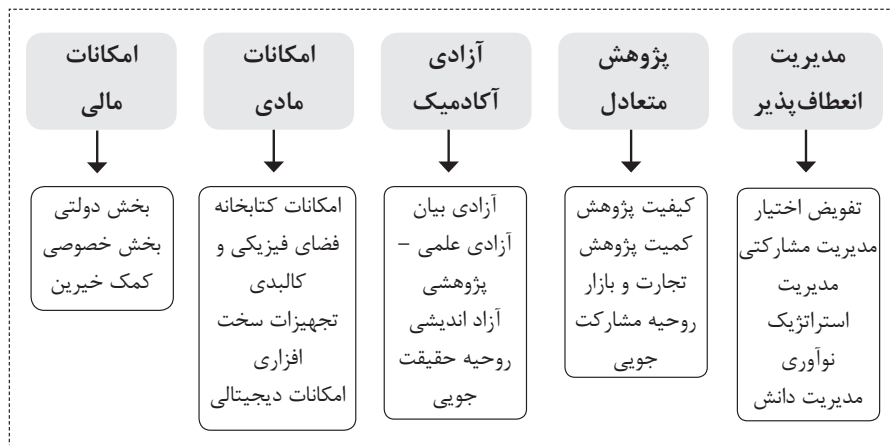 مدیریت
انعطاف‌پذیر
تفویض اختیار
مدیریت مشارکتی
مدیریت
استراتژیک
نوآوری
مدیریت دانش
پژوهش
متعادل
کیفیت پژوهش
کمیت پژوهش
تجارت و بازار
روحیه مشارکت
جویی
آزادی
آکادمیک
آزادی بیان
آزادی علمی –
پژوهشی
آزاد اندیشی
روحیه حقیقت
جویی
امکانات
مادی
امکانات کتابخانه
فضای فیزیکی و
کالبدی
تجهیزات سخت
افزاری
امکانات دیجیتالی
امکانات
مالی
بخش دولتی
بخش خصوصی
کمک خیرین